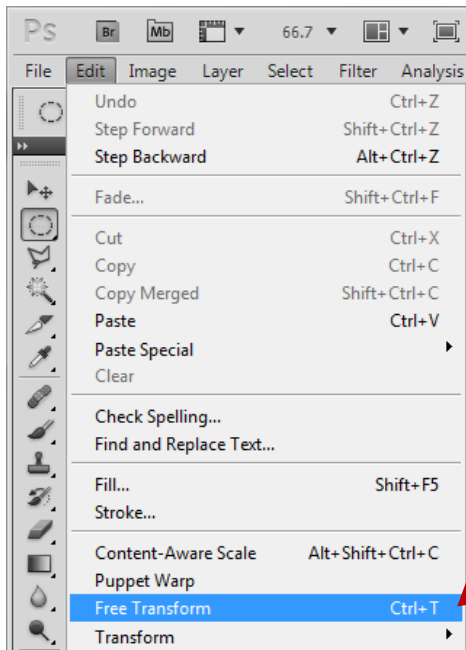 Ps Br Mb 66.7
File Edit Image Layer Select Filter Analysis
Undo Ctrl+Z
Step Forward Shift+Ctrl+Z
Step Backward Alt+Ctrl+Z
Fade... Shift+Ctrl+F
Cut Ctrl+X
Copy Ctrl+C
Copy Merged Shift+Ctrl+C
Paste Ctrl+V
Paste Special
Clear
Check Spelling...
Find and Replace Text...
Fill... Shift+F5
Stroke...
Content-Aware Scale Alt+Shift+Ctrl+C
Puppet Warp
Free Transform Ctrl+T
Transform